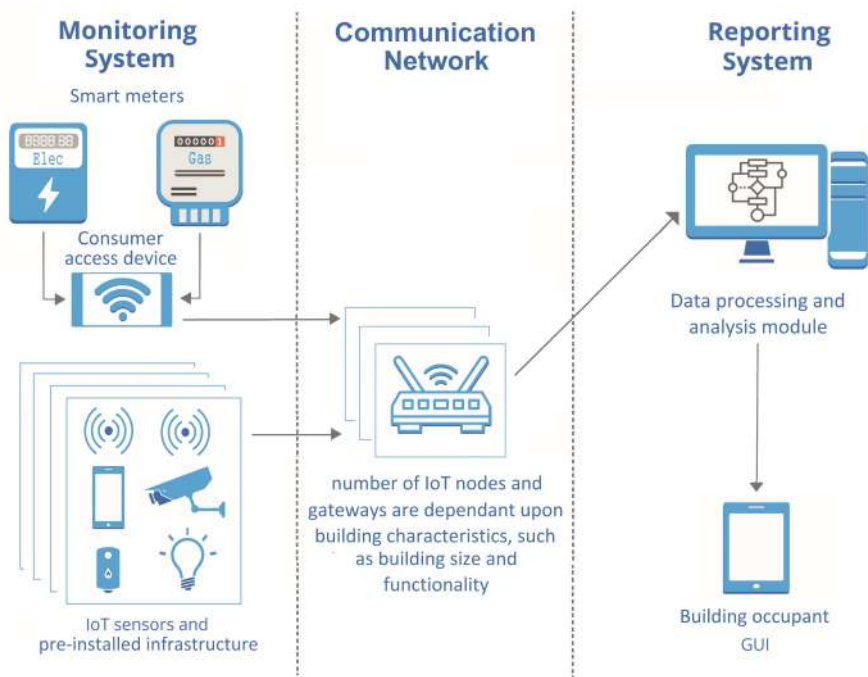 Monitoring
System
Smart meters
Elec
000001
Gas
Consumer
access device
IoT sensors and
pre-installed infrastructure
Communication
Network
number of IoT nodes and
gateways are dependant upon
building characteristics, such
as building size and
functionality
Reporting
System
Data processing and
analysis module
Building occupant
GUI